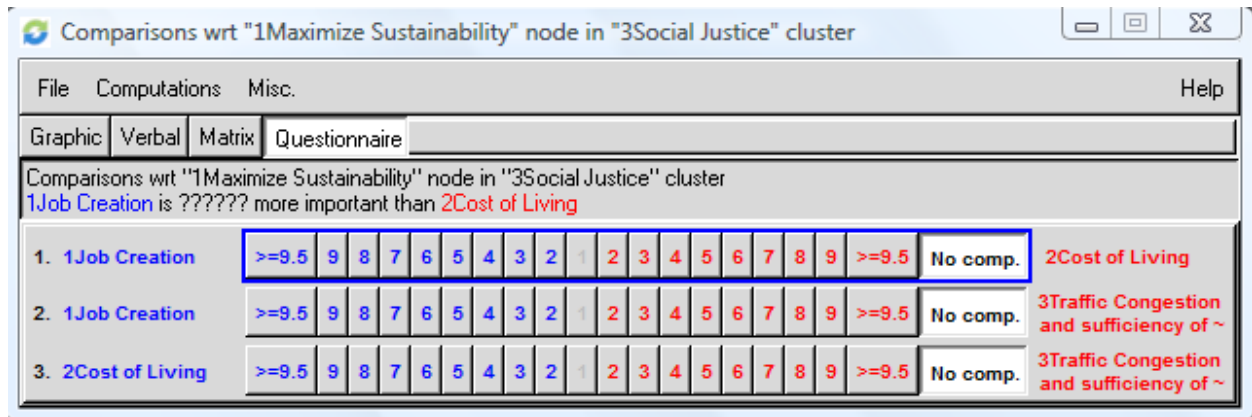 Comparisons wrt "1Maximize Sustainability" node in "3Social Justice" cluster
File Computations Misc. Help
Graphic Verbal Matrix Questionnaire
Comparisons wrt "1Maximize Sustainability" node in "3Social Justice" cluster
1Job Creation is ?????? more important than 2Cost of Living
1. 1Job Creation >=9.5 9 8 7 6 5 4 3 2 1 2 3 4 5 6 7 8 9 >=9.5 No comp. 2Cost of Living
2. 1Job Creation >=9.5 9 8 7 6 5 4 3 2 1 2 3 4 5 6 7 8 9 >=9.5 No comp. 3Traffic Congestion
and sufficiency of ~
3. 2Cost of Living >=9.5 9 8 7 6 5 4 3 2 1 2 3 4 5 6 7 8 9 >=9.5 No comp. 3Traffic Congestion
and sufficiency of ~